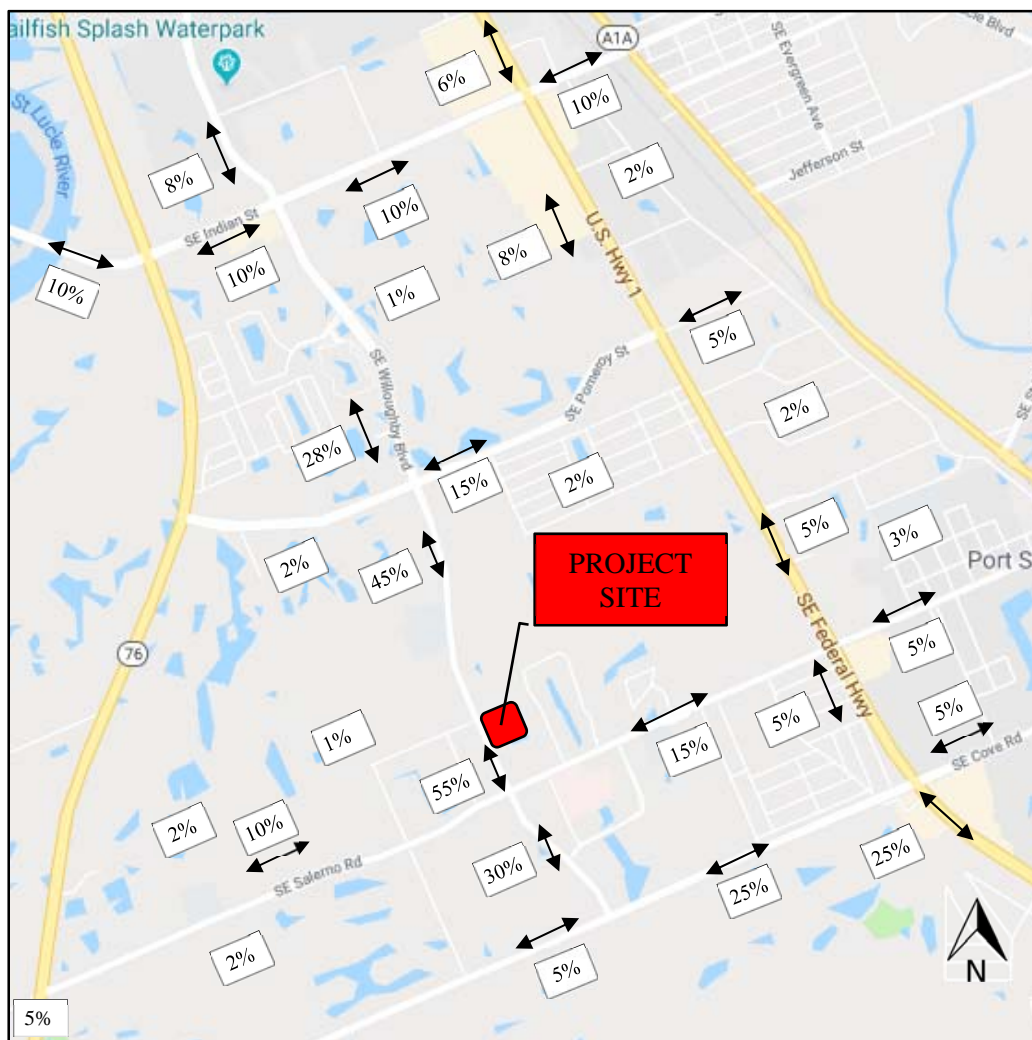 ailfish Splash Waterpark
A1A
SE Evergreen Ave
cie Blvd
6%
10%
St Lucie River
Jefferson St
2%
8%
10%
SE Indian St
U.S. Hwy 1
8%
10%
10%
1%
5%
SE Willoughby Blvd
SE Pomeroy St
2%
28%
15%
2%
5%
3%
PROJECT
SITE
Port S
2%
45%
SE Federal Hwy
76
5%
5%
5%
1%
15%
SE Cove Rd
55%
2%
10%
25%
30%
SE Salerno Rd
25%
2%
5%
N
5%